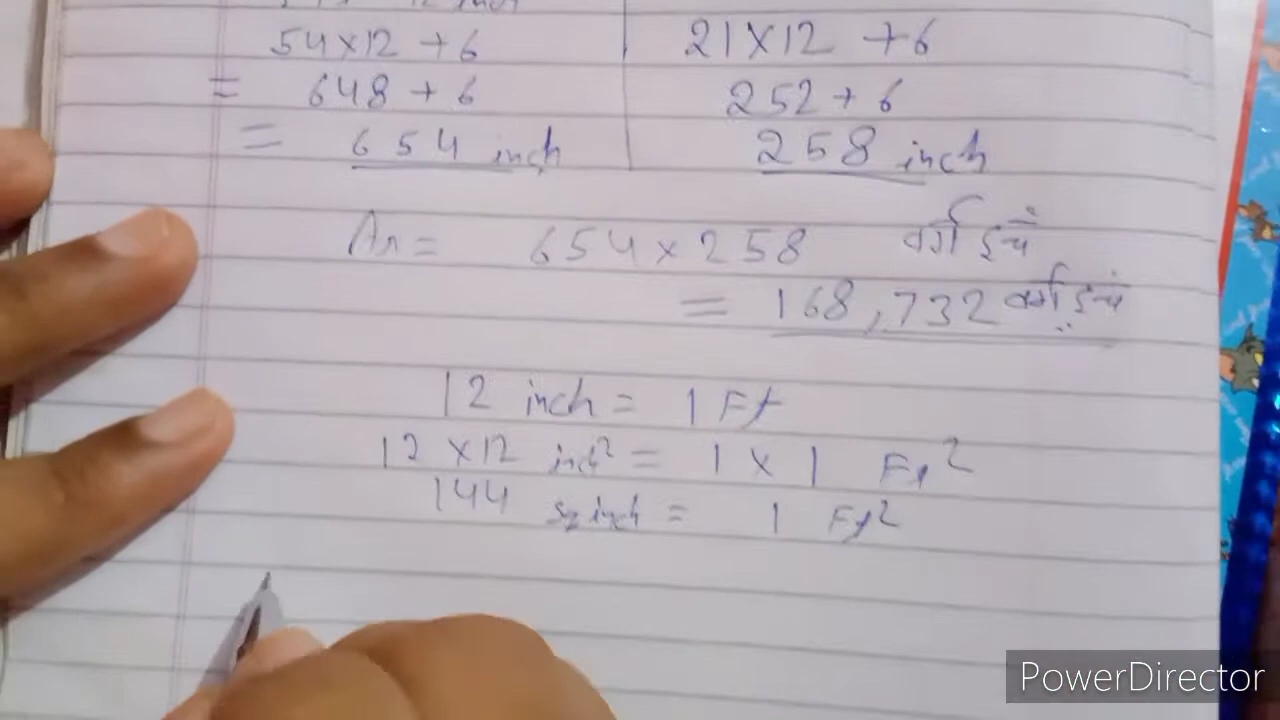 54×12 +6
= 648 + 6
= 654 inch
21×12 +6
252 + 6
258 inch
= 654×258 वर्ग इंच
= 168,732 वर्ग इंच
12 inch = 1 Ft
12 ×12 inch² = 1 × 1 Ft²
144 sq inch = 1 Ft²
PowerDirector